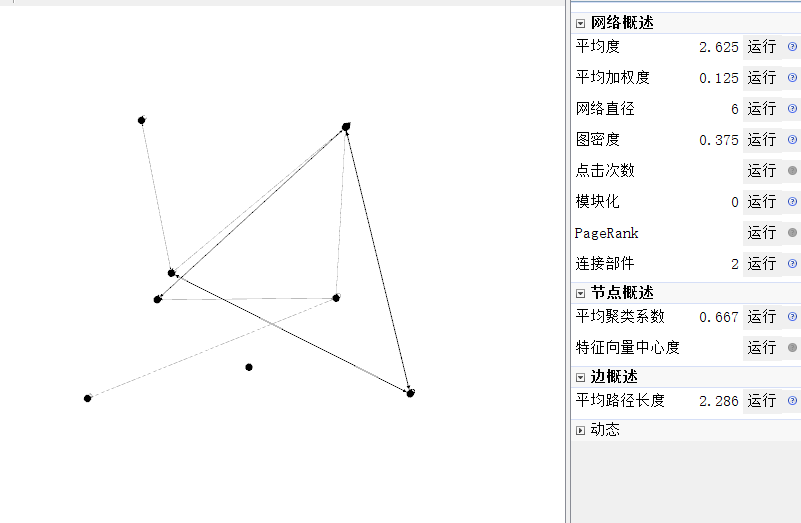 网络概述
平均度 2.625 运行
平均加权度 0.125 运行
网络直径 6 运行
图密度 0.375 运行
点击次数 运行
模块化 0 运行
PageRank 运行
连接部件 2 运行
节点概述
平均聚类系数 0.667 运行
特征向量中心度 运行
边概述
平均路径长度 2.286 运行
动态